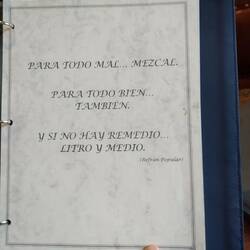 PARA TODO MAL... MEZCAL.
PARA TODO BIEN...
TAMBIÉN.
Y SI NO HAY REMEDIO...
LITRO Y MEDIO.
(Refrán Popular)